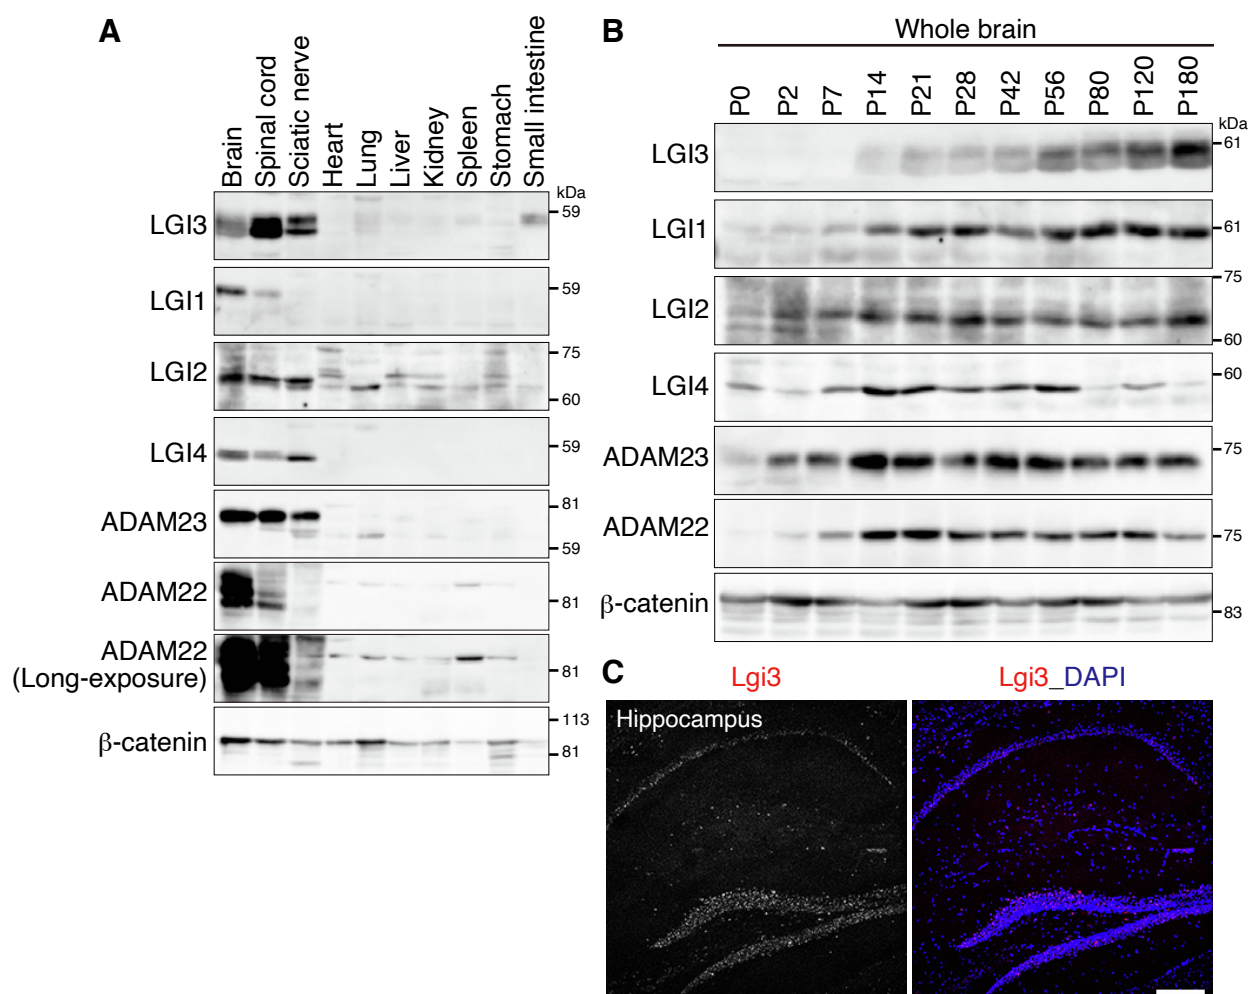 A
Brain
Spinal cord
Sciatic nerve
Heart
Lung
Liver
Kidney
Spleen
Stomach
Small intestine
kDa
LGI3
59
LGI1
59
LGI2
75
60
LGI4
59
ADAM23
81
59
ADAM22
81
ADAM22
(Long-exposure)
81
β-catenin
113
81
B
Whole brain
P0
P2
P7
P14
P21
P28
P42
P56
P80
P120
P180
kDa
LGI3
61
LGI1
61
LGI2
75
60
LGI4
60
ADAM23
75
ADAM22
75
β-catenin
83
C
Lgi3
Lgi3_DAPI
Hippocampus